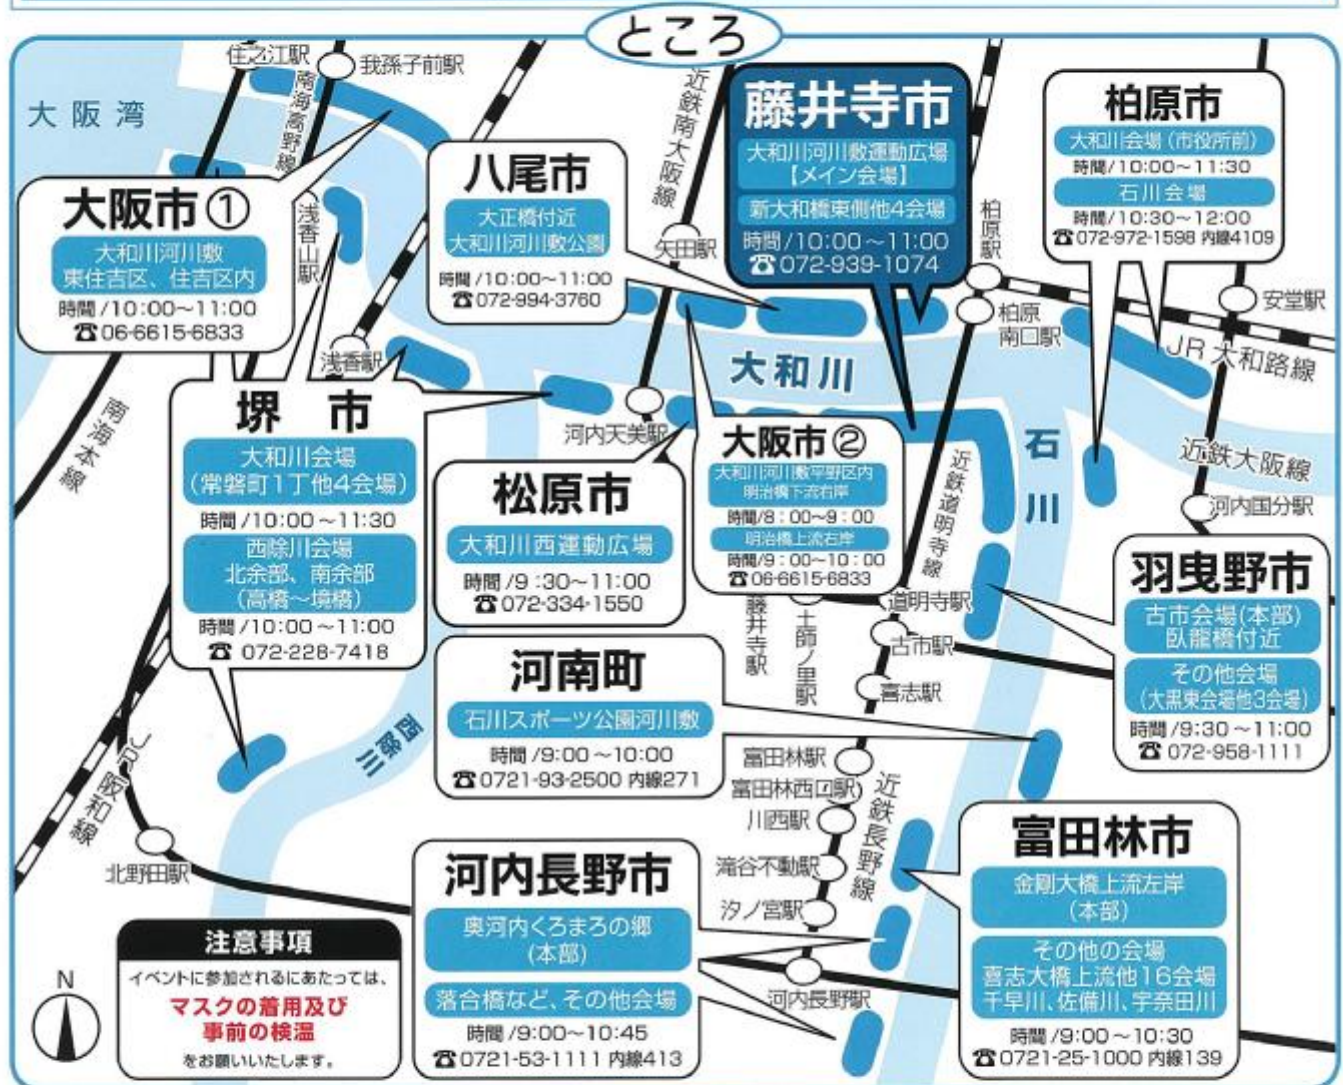 ところ
住之江駅
我孫子前駅
南海高野線
大阪湾
近鉄南大阪線
藤井寺市
大和川河川敷運動広場
【メイン会場】
新大和橋東側他4会場
時間/10:00~11:00
☎072-939-1074
柏原市
大和川会場(市役所前)
時間/10:00~11:30
石川会場
時間/10:30~12:00
☎072-972-1598 内線4109
八尾市
大正橋付近
大和川河川敷公園
時間/10:00~11:00
☎072-994-3760
大阪市①
大和川河川敷
東住吉区、住吉区内
時間/10:00~11:00
☎06-6615-6833
浅香山駅
矢田駅
柏原駅
安堂駅
柏原
南口駅
JR大和路線
浅香駅
大和川
南海本線
堺 市
大和川会場
(常磐町1丁他4会場)
時間/10:00~11:30
西除川会場
北余部、南余部
(高橋~境橋)
時間/10:00~11:00
☎ 072-228-7418
河内天美駅
松原市
大和川西運動広場
時間/9:30~11:00
☎072-334-1550
大阪市②
大和川河川敷平野区内
明治橋下流右岸
時間/8:00~9:00
明治橋上流右岸
時間/9:00~10:00
☎06-6615-6833
近鉄道明寺線
石川
近鉄大阪線
河内国分駅
羽曳野市
古市会場(本部)
臥龍橋付近
その他会場
(大黒東会場他3会場)
時間/9:30~11:00
☎ 072-958-1111
藤井寺駅
土師ノ里駅
道明寺駅
古市駅
喜志駅
河南町
石川スポーツ公園河川敷
時間/9:00~10:00
☎0721-93-2500 内線271
西除川
JR阪和線
富田林駅
富田林西口駅
川西駅
近鉄長野線
滝谷不動駅
汐ノ宮駅
河内長野駅
北野田駅
富田林市
金剛大橋上流左岸
(本部)
その他の会場
喜志大橋上流他16会場
千早川、佐備川、宇奈田川
時間/9:00~10:30
☎0721-25-1000 内線139
河内長野市
奥河内くろまろの郷
(本部)
落合橋など、その他会場
時間/9:00~10:45
☎0721-53-1111 内線413
N
注意事項
イベントに参加されるにあたっては、
マスクの着用及び
事前の検温
をお願いいたします。